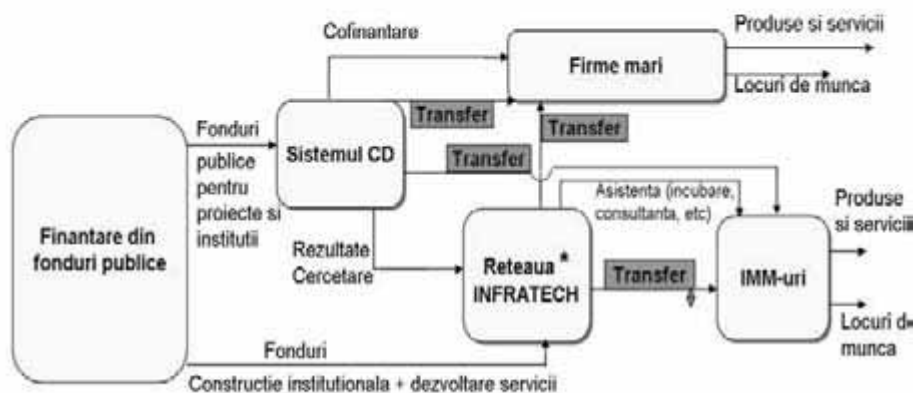 Cofinantare
Produse si servicii
Firme mari
Locuri de munca
Transfer
Transfer
Fonduri
publice
pentru
proiecte si
institutii
Sistemul CD
Transfer
Asistenta (incubare,
consultanta, etc)
Produse
si servicii
Finantare din
fonduri publice
Rezultate
Cercetare
Reteaua *
INFRATECH
Transfer
IMM-uri
Locuri de
munca
Fonduri
Constructie institutionala + dezvoltare servicii